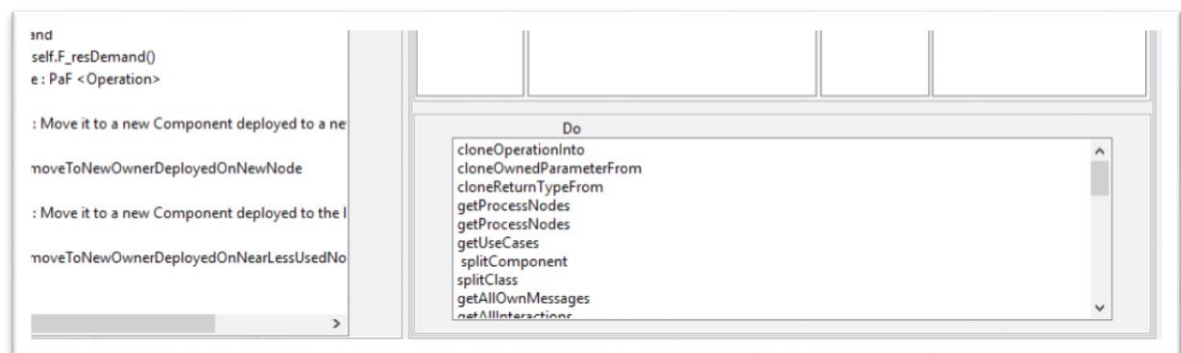 and
self.F_resDemand()
e : PaF <Operation>
: Move it to a new Component deployed to a ne
moveToNewOwnerDeployedOnNewNode
: Move it to a new Component deployed to the l
moveToNewOwnerDeployedOnNearLessUsedNo
Do
cloneOperationInto
cloneOwnedParameterFrom
cloneReturnTypeFrom
getProcessNodes
getProcessNodes
getUseCases
splitComponent
splitClass
getAllOwnMessages
getAllInteractions